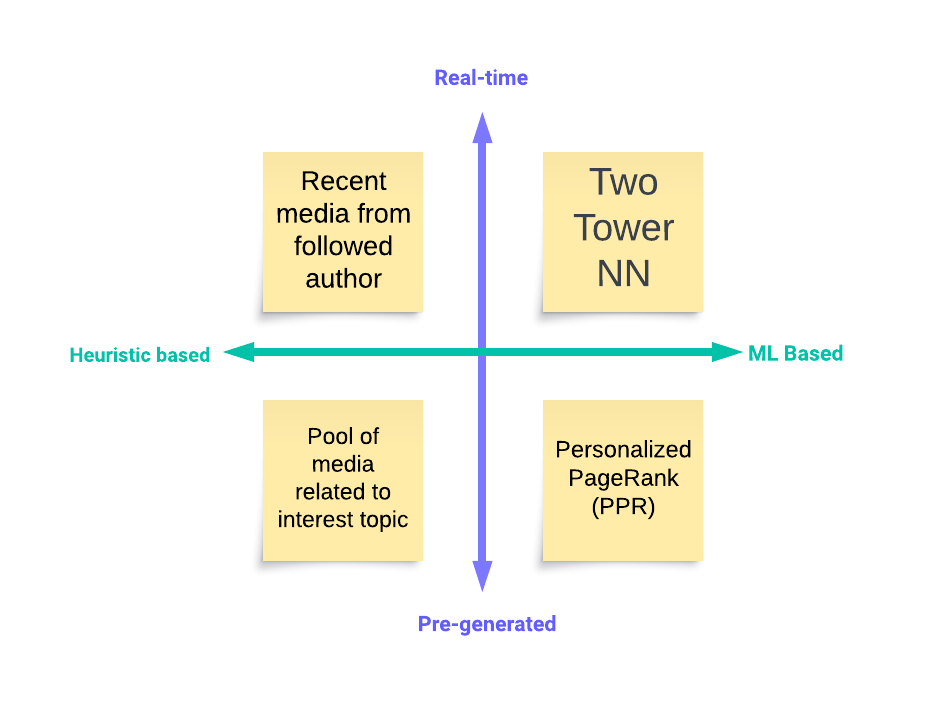 Real-time
Recent
media from
followed
author
Two
Tower
NN
Heuristic based
ML Based
Pool of
media
related to
interest topic
Personalized
PageRank
(PPR)
Pre-generated